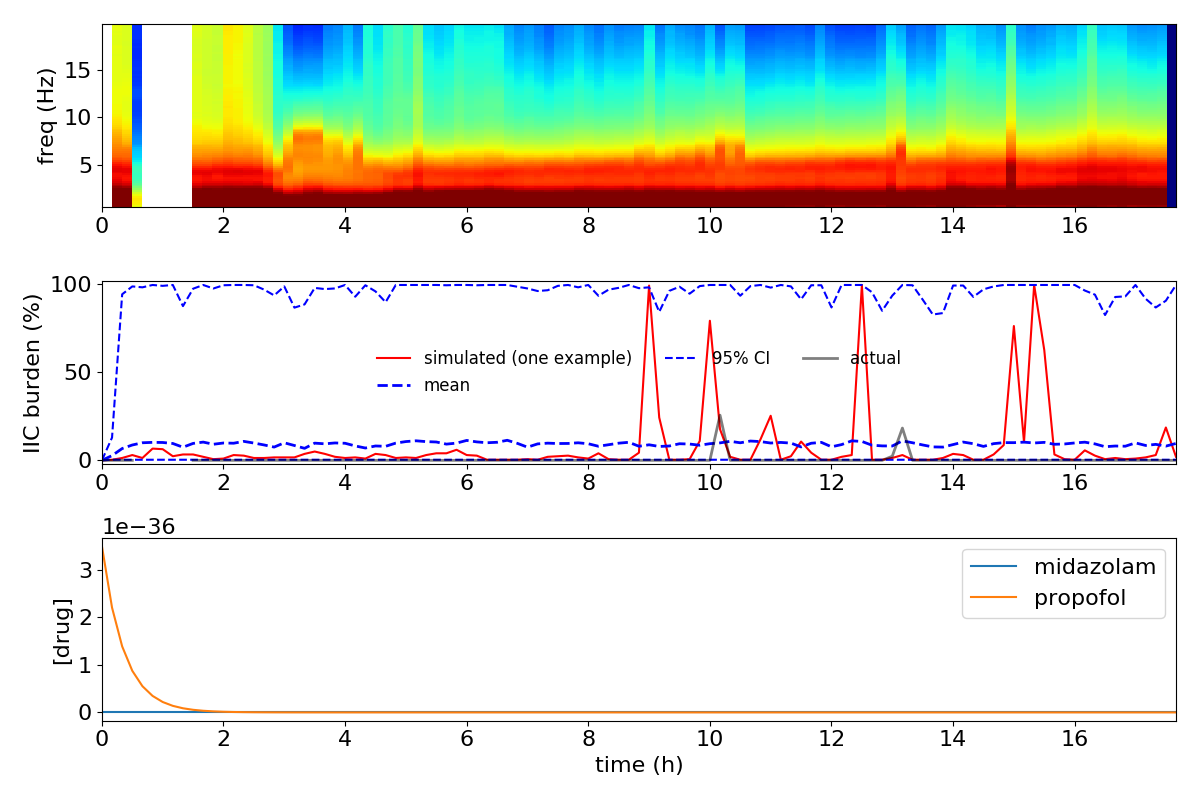 freq (Hz)
15
10
5
0 2 4 6 8 10 12 14 16
IIC burden (%)
100
50
0
simulated (one example) 95% CI actual
mean
0 2 4 6 8 10 12 14 16
1e−36
[drug]
3
2
1
0
midazolam
propofol
0 2 4 6 8 10 12 14 16
time (h)